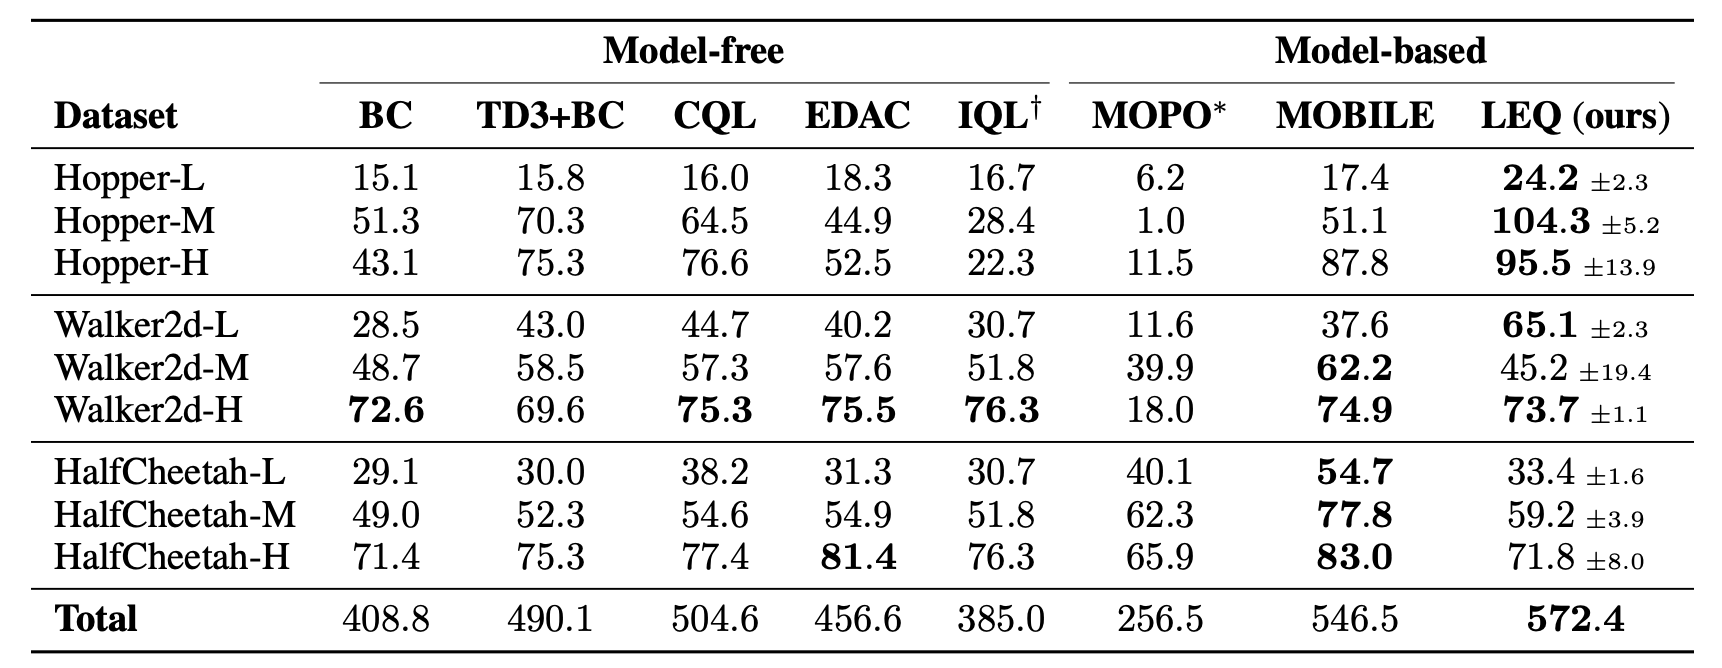 Model-free Model-based
Dataset BC TD3+BC CQL EDAC IQL† MOPO* MOBILE LEQ (ours)
Hopper-L 15.1 15.8 16.0 18.3 16.7 6.2 17.4 24.2 ±2.3
Hopper-M 51.3 70.3 64.5 44.9 28.4 1.0 51.1 104.3 ±5.2
Hopper-H 43.1 75.3 76.6 52.5 22.3 11.5 87.8 95.5 ±13.9
Walker2d-L 28.5 43.0 44.7 40.2 30.7 11.6 37.6 65.1 ±2.3
Walker2d-M 48.7 58.5 57.3 57.6 51.8 39.9 62.2 45.2 ±19.4
Walker2d-H 72.6 69.6 75.3 75.5 76.3 18.0 74.9 73.7 ±1.1
HalfCheetah-L 29.1 30.0 38.2 31.3 30.7 40.1 54.7 33.4 ±1.6
HalfCheetah-M 49.0 52.3 54.6 54.9 51.8 62.3 77.8 59.2 ±3.9
HalfCheetah-H 71.4 75.3 77.4 81.4 76.3 65.9 83.0 71.8 ±8.0
Total 408.8 490.1 504.6 456.6 385.0 256.5 546.5 572.4